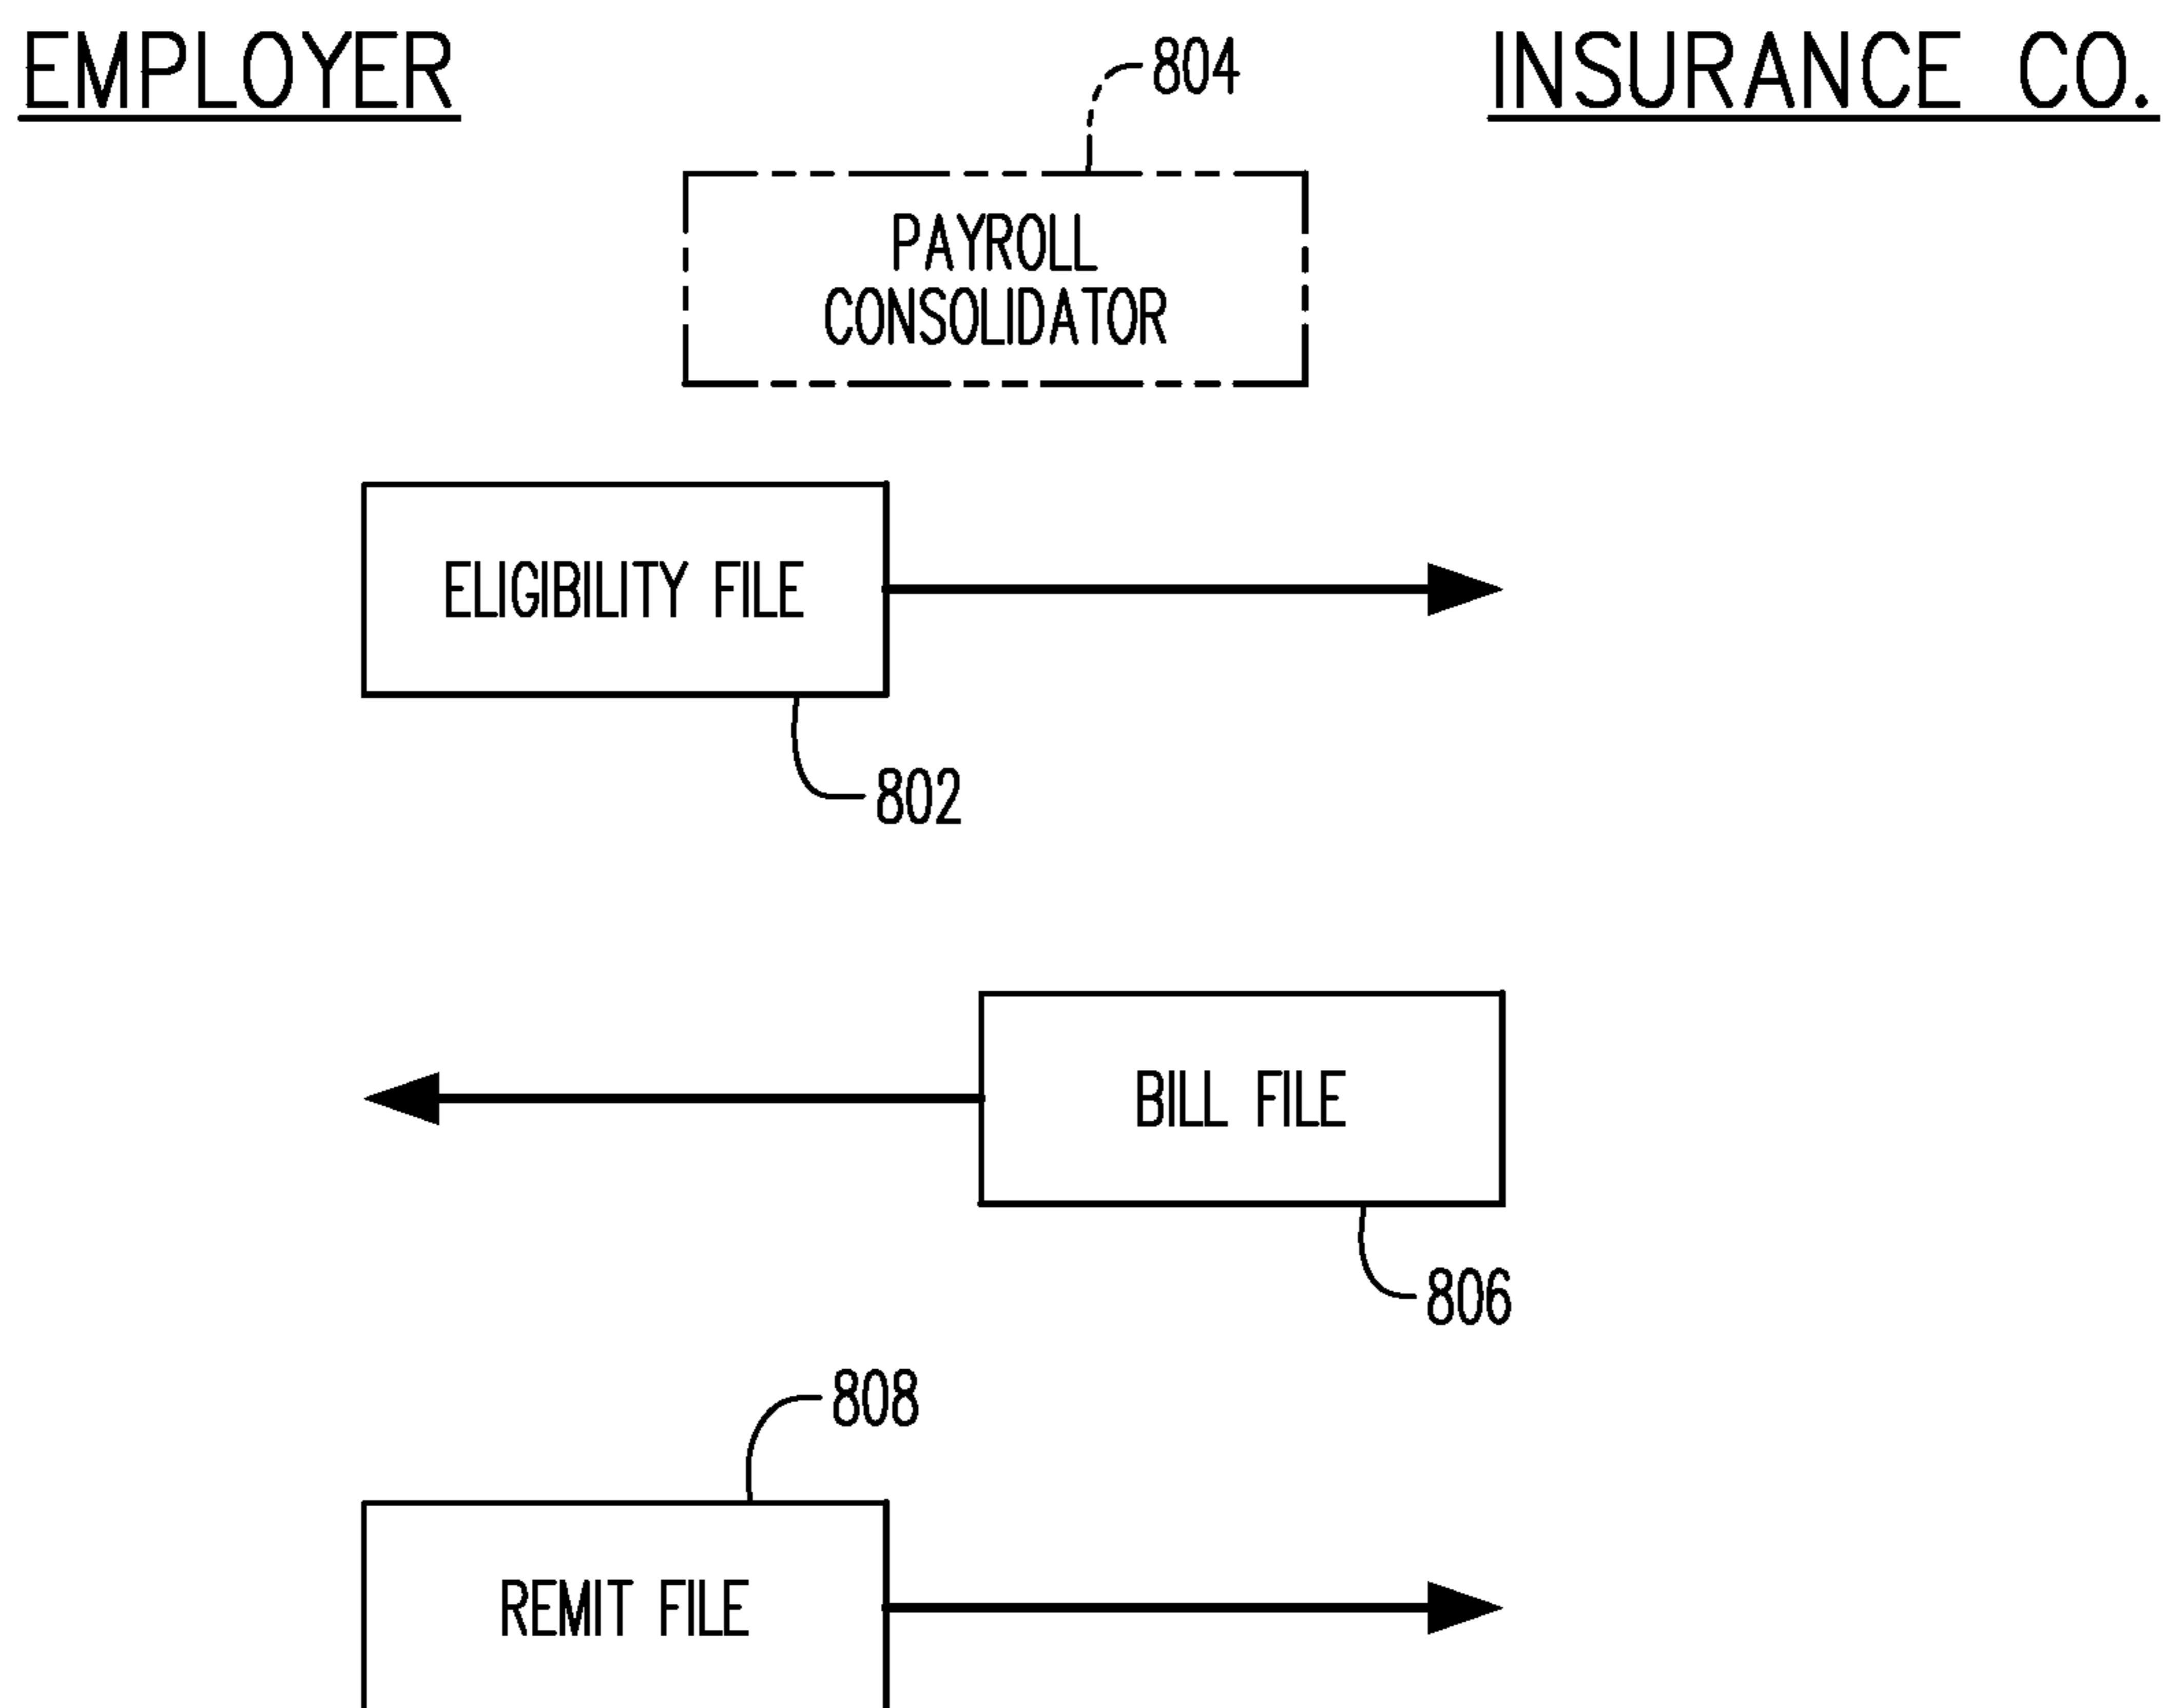 EMPLOYER
INSURANCE CO.
804
PAYROLL
CONSOLIDATOR
ELIGIBILITY FILE
802
BILL FILE
806
808
REMIT FILE